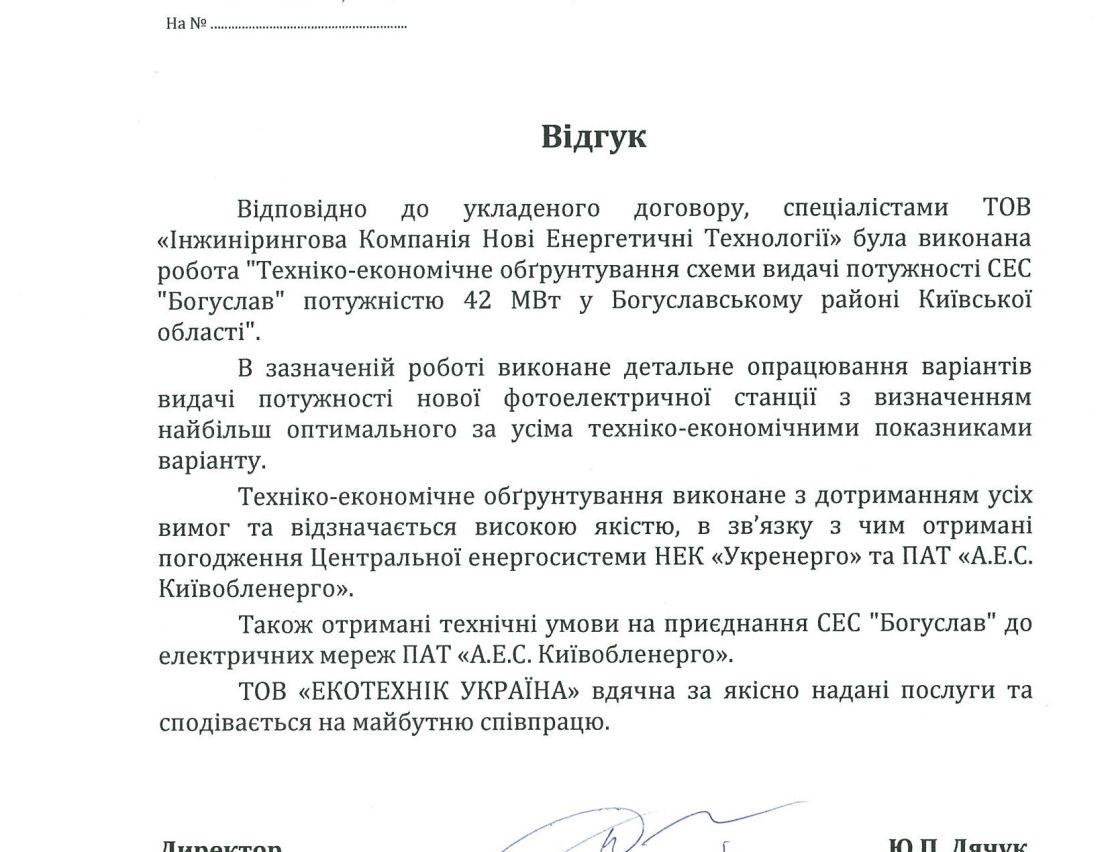 На № ......................................................
Відгук
Відповідно до укладеного договору, спеціалістами ТОВ
«Інжинірингова Компанія Нові Енергетичні Технології» була виконана
робота "Техніко-економічне обґрунтування схеми видачі потужності СЕС
"Богуслав" потужністю 42 МВт у Богуславському районі Київської
області".
В зазначеній роботі виконане детальне опрацювання варіантів
видачі потужності нової фотоелектричної станції з визначенням
найбільш оптимального за усіма техніко-економічними показниками
варіанту.
Техніко-економічне обґрунтування виконане з дотриманням усіх
вимог та відзначається високою якістю, в зв’язку з чим отримані
погодження Центральної енергосистеми НЕК «Укренерго» та ПАТ «А.Е.С.
Київобленерго».
Також отримані технічні умови на приєднання СЕС "Богуслав" до
електричних мереж ПАТ «А.Е.С. Київобленерго».
ТОВ «ЕКОТЕХНІК УКРАЇНА» вдячна за якісно надані послуги та
сподівається на майбутню співпрацю.
Директор Ю.П. Дячук